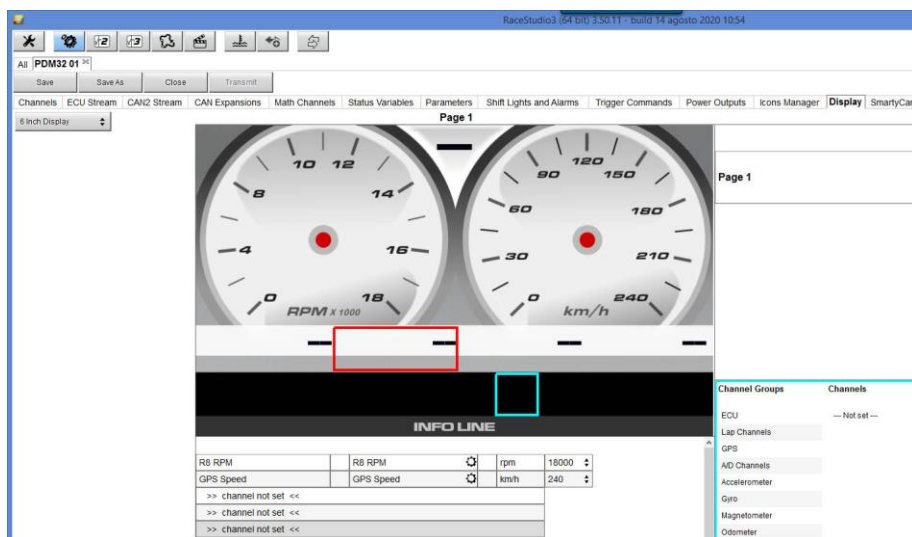 RaceStudio3 (64 bit) 3.50.11 - build 14 agosto 2020 10:54
All PDM32 01
Save Save As Close Transmit
Channels ECU Stream CAN2 Stream CAN Expansions Math Channels Status Variables Parameters Shift Lights and Alarms Trigger Commands Power Outputs Icons Manager Display SmartyCam
6 Inch Display
Page 1
Page 1
0 4 8 10 12 14 16 18
RPM X 1000
0 30 60 90 120 150 180 210 240
km/h
INFO LINE
R8 RPM R8 RPM rpm 18000
GPS Speed GPS Speed km/h 240
>> channel not set <<
>> channel not set <<
>> channel not set <<
Channel Groups Channels
ECU --- Not set ---
Lap Channels
GPS
A/D Channels
Accelerometer
Gyro
Magnetometer
Odometer